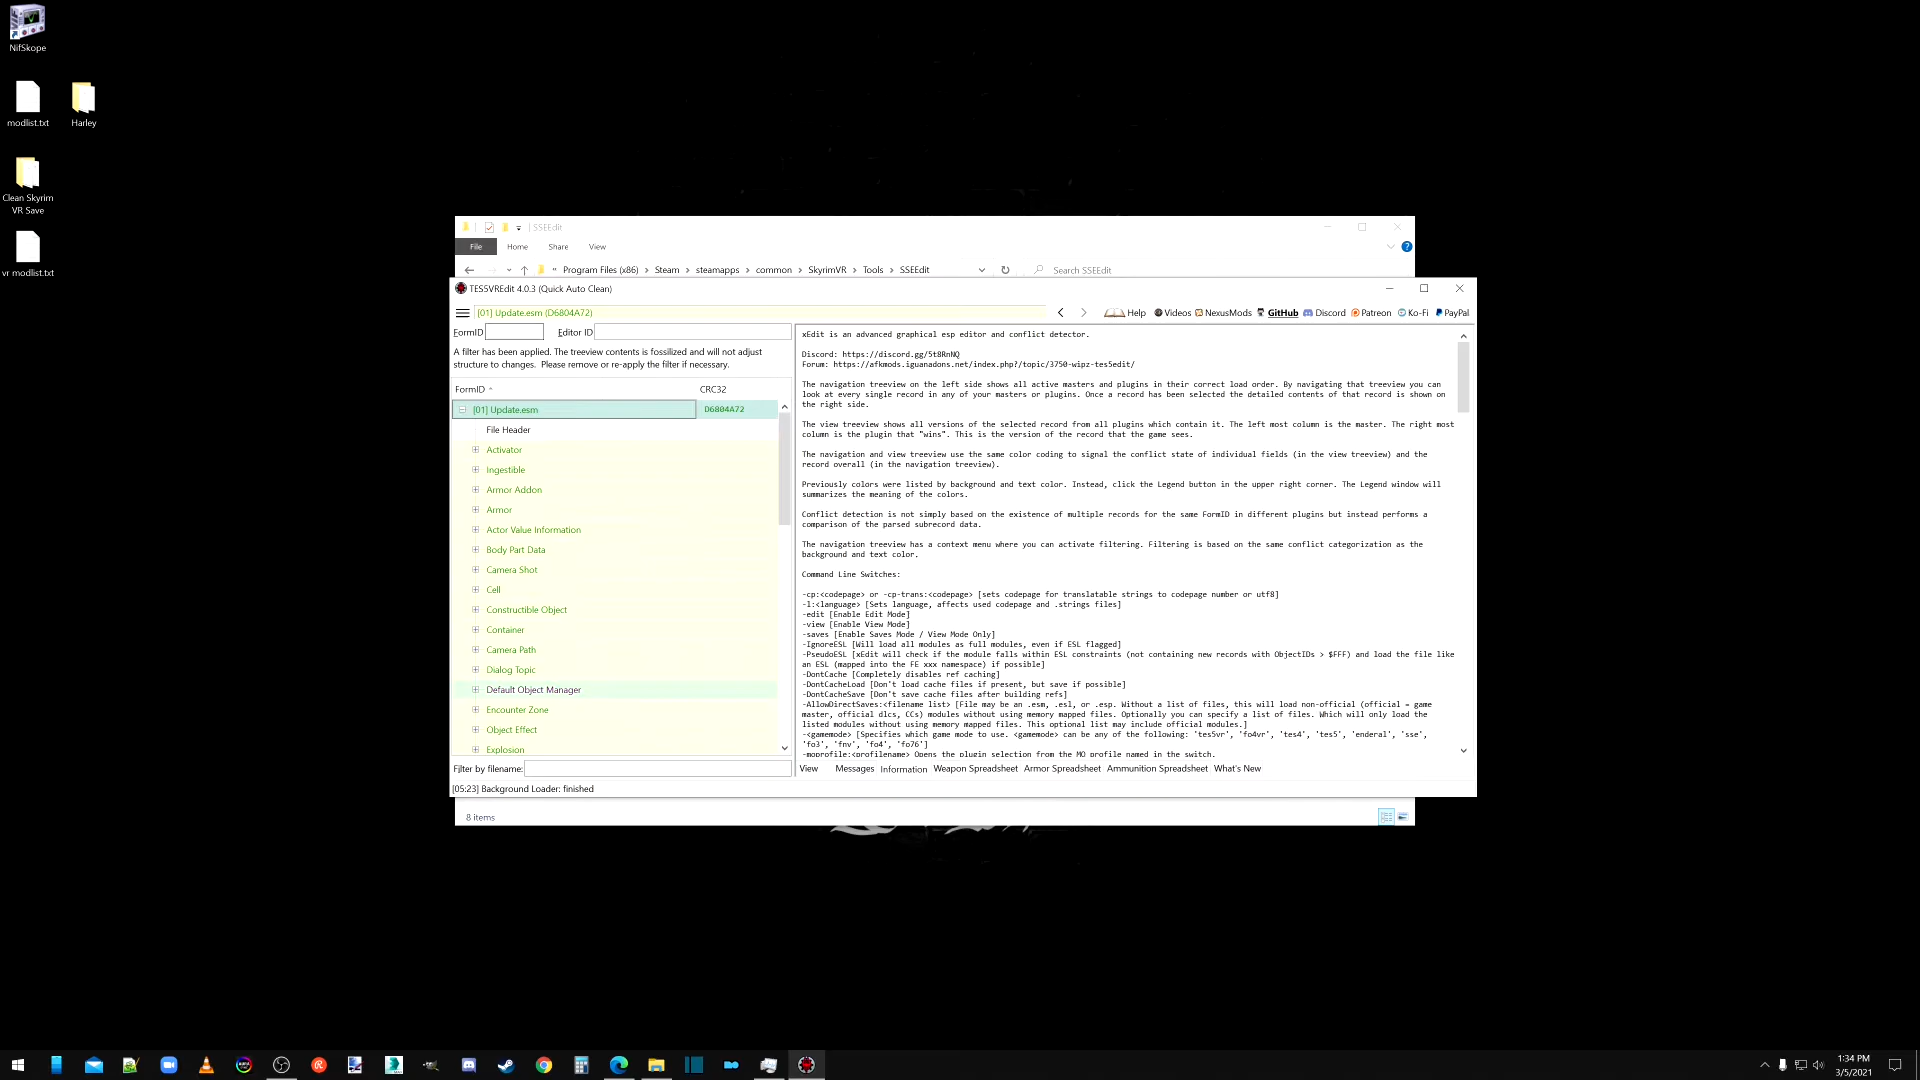 NifSkope
modlist.txt
Harley
Clean Skyrim
VR Save
vr modlist.txt
SSEEdit
File Home Share View
Program Files (x86) Steam steamapps common SkyrimVR Tools SSEEdit Search SSEEdit
TES5VREdit 4.0.3 (Quick Auto Clean)
[01] Update.esm (D6804A72)
Help Videos NexusMods GitHub Discord Patreon Ko-Fi PayPal
FormID Editor ID
A filter has been applied. The treeview contents is fossilized and will not adjust
structure to changes. Please remove or re-apply the filter if necessary.
FormID CRC32
[01] Update.esm D6804A72
File Header
Activator
Ingestible
Armor Addon
Armor
Actor Value Information
Body Part Data
Camera Shot
Cell
Constructible Object
Container
Camera Path
Dialog Topic
Default Object Manager
Encounter Zone
Object Effect
Explosion
Filter by filename:
[05:23] Background Loader: finished
xEdit is an advanced graphical esp editor and conflict detector.
Discord: https://discord.gg/5t8RnNQ
Forum: https://afkmods.iguanadons.net/index.php?/topic/3750-wipz-tes5edit/
The navigation treeview on the left side shows all active masters and plugins in their correct load order. By navigating that treeview you can
look at every single record in any of your masters or plugins. Once a record has been selected the detailed contents of that record is shown on
the right side.
The view treeview shows all versions of the selected record from all plugins which contain it. The left most column is the master. The right most
column is the plugin that "wins". This is the version of the record that the game sees.
The navigation and view treeview use the same color coding to signal the conflict state of individual fields (in the view treeview) and the
record overall (in the navigation treeview).
Previously colors were listed by background and text color. Instead, click the Legend button in the upper right corner. The Legend window will
summarizes the meaning of the colors.
Conflict detection is not simply based on the existence of multiple records for the same FormID in different plugins but instead performs a
comparison of the parsed subrecord data.
The navigation treeview has a context menu where you can activate filtering. Filtering is based on the same conflict categorization as the
background and text color.
Command Line Switches:
-cp:<codepage> or -cp-trans:<codepage> [sets codepage for translatable strings to codepage number or utf8]
-l:<language> [Sets language, affects used codepage and .strings files]
-edit [Enable Edit Mode]
-view [Enable View Mode]
-saves [Enable Saves Mode / View Mode Only]
-IgnoreESL [Will load all modules as full modules, even if ESL flagged]
-PseudoESL [xEdit will check if the module falls within ESL constraints (not containing new records with ObjectIDs > $FFF) and load the file like
an ESL (mapped into the FE xxx namespace) if possible]
-DontCache [Completely disables ref caching]
-DontCacheLoad [Don't load cache files if present, but save if possible]
-DontCacheSave [Don't save cache files after building refs]
-AllowDirectSaves:<filename list> [File may be an .esm, .esl, or .esp. Without a list of files, this will load non-official (official = game
master, official dlcs, CCs) modules without using memory mapped files. Optionally you can specify a list of files. Which will only load the
listed modules without using memory mapped files. This optional list may include official modules.]
-<gamemode> [Specifies which game mode to use. <gamemode> can be any of the following: 'tes5vr', 'fo4vr', 'tes4', 'tes5', 'enderal', 'sse',
'fo3', 'fnv', 'fo4', 'fo76']
-moprofile:<profilename> Opens the plugin selection from the MO profile named in the switch.
View Messages Information Weapon Spreadsheet Armor Spreadsheet Ammunition Spreadsheet What's New
8 items
1:34 PM
3/5/2021